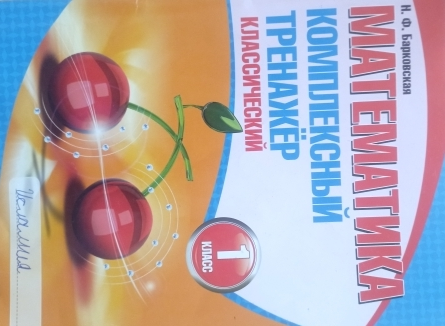 Н. Ф. Барковская
МАТЕМАТИКА
КОМПЛЕКСНЫЙ
ТРЕНАЖЁР
КЛАССИЧЕСКИЙ
1
КЛАСС